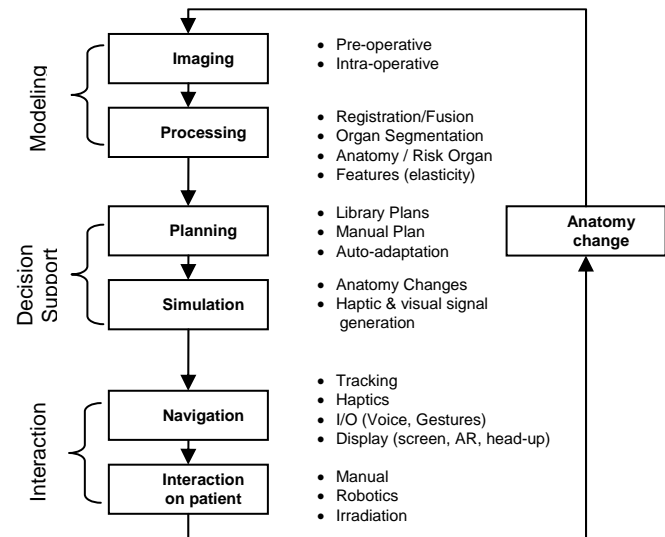 Modeling
Imaging
• Pre-operative
• Intra-operative
Processing
• Registration/Fusion
• Organ Segmentation
• Anatomy / Risk Organ
• Features (elasticity)
Decision
Support
Planning
• Library Plans
• Manual Plan
• Auto-adaptation
Simulation
• Anatomy Changes
• Haptic & visual signal
generation
Anatomy
change
Interaction
Navigation
• Tracking
• Haptics
• I/O (Voice, Gestures)
• Display (screen, AR, head-up)
Interaction
on patient
• Manual
• Robotics
• Irradiation